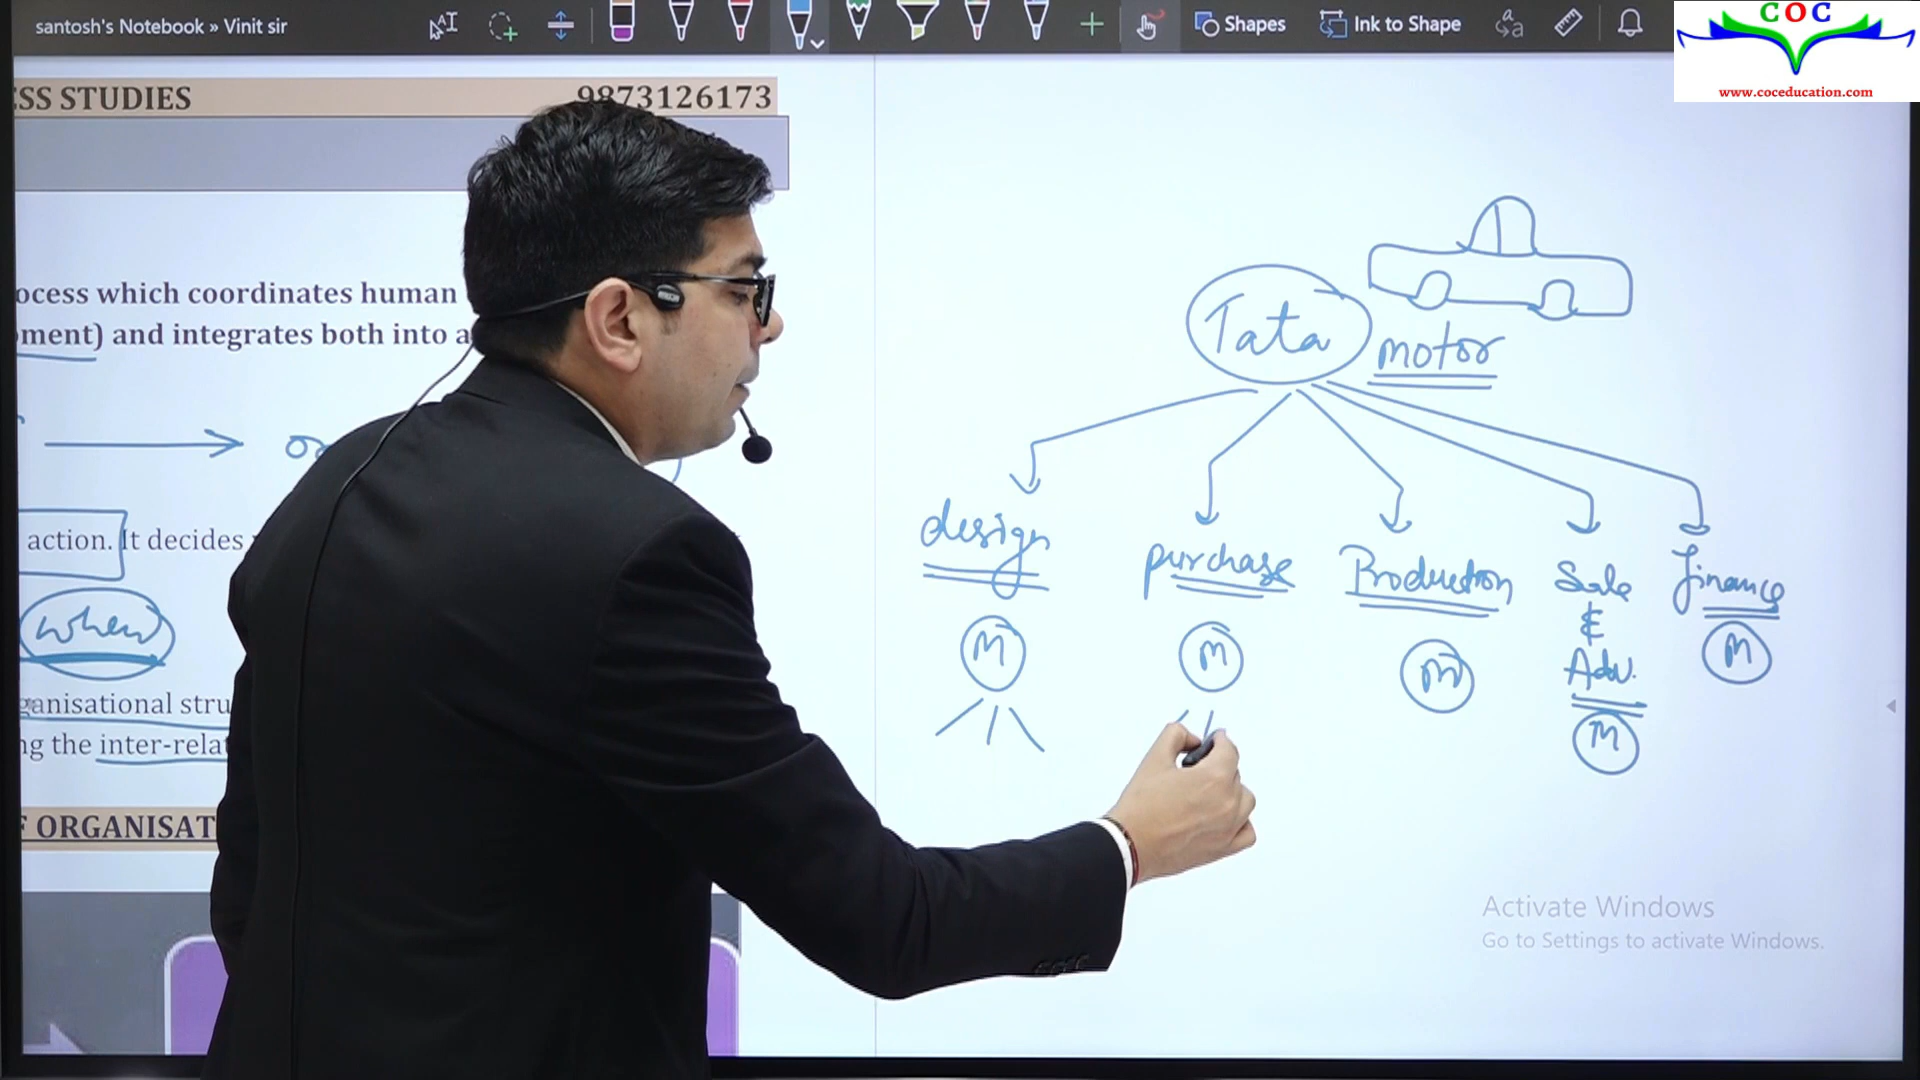 santosh's Notebook » Vinit sir
Shapes
Ink to Shape
COC
www.coceducation.com
SS STUDIES
9873126173
ocess which coordinates human
ment) and integrates both into a
action. It decides
when
ganisational stru
ng the inter-rela
F ORGANISAT
Tata
motor
design
purchase
Production
Sale
&
Adv.
finance
M
M
M
M
M
Activate Windows
Go to Settings to activate Windows.